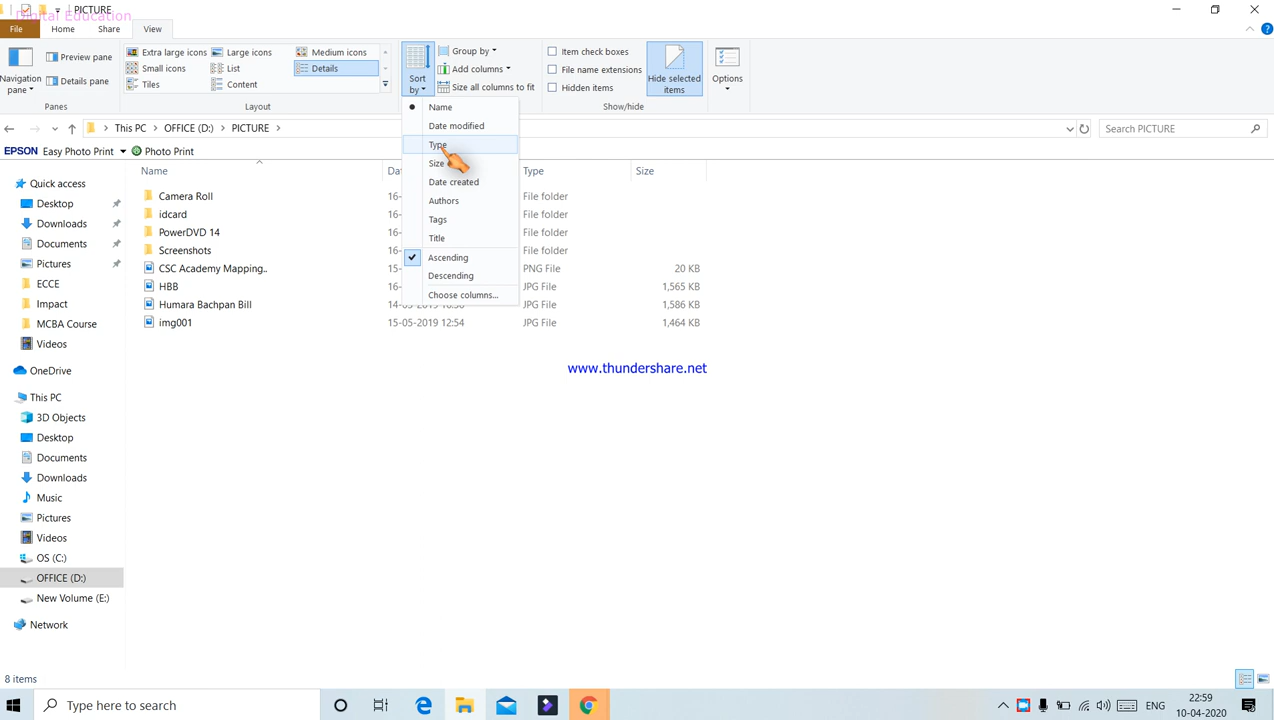 Digital Education
PICTURE
File Home Share View
Navigation pane
Preview pane
Details pane
Panes
Extra large icons Large icons Medium icons
Small icons List Details
Tiles Content
Layout
Sort by
Group by
Add columns
Size all columns to fit
Item check boxes
File name extensions
Hidden items
Hide selected items
Show/hide
Options
This PC > OFFICE (D:) > PICTURE >
Search PICTURE
EPSON Easy Photo Print Photo Print
Name
Date modified
Type
Size
Date created
Authors
Tags
Title
Ascending
Descending
Choose columns...
Quick access
Desktop
Downloads
Documents
Pictures
ECCE
Impact
MCBA Course
Videos
OneDrive
This PC
3D Objects
Desktop
Documents
Downloads
Music
Pictures
Videos
OS (C:)
OFFICE (D:)
New Volume (E:)
Network
Name Da Type Size
Camera Roll 16- File folder
idcard 16- File folder
PowerDVD 14 16- File folder
Screenshots 16- File folder
CSC Academy Mapping.. 15- PNG File 20 KB
HBB JPG File 1,565 KB
Humara Bachpan Bill JPG File 1,586 KB
img001 15-05-2019 12:54 JPG File 1,464 KB
www.thundershare.net
8 items
Type here to search
ENG
22:59
10-04-2020